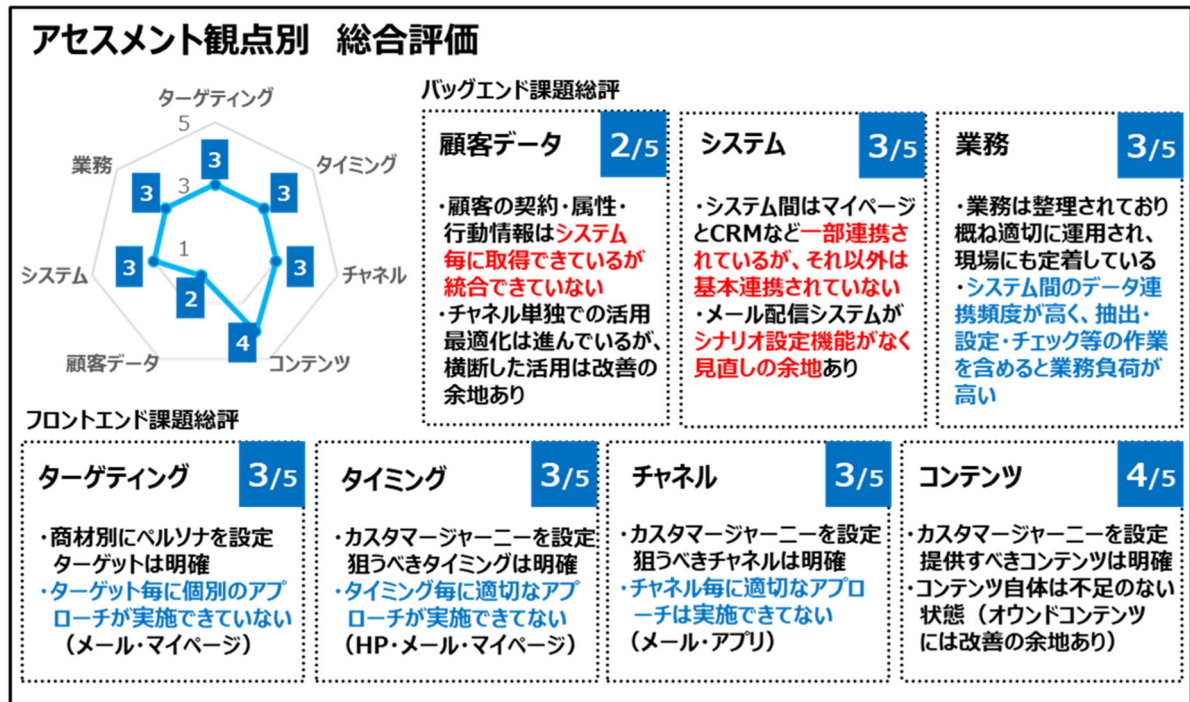 アセスメント観点別 総合評価
ターゲティング
5
3
業務
3
タイミング
3
3
システム
3
1
3
チャネル
2
顧客データ
4
コンテンツ
バッグエンド課題総評
顧客データ
2/5
・顧客の契約・属性・
行動情報はシステム
毎に取得できているが
統合できていない
・チャネル単独での活用
最適化は進んでいるが、
横断した活用は改善の
余地あり
システム
3/5
・システム間はマイページ
とCRMなど一部連携さ
れているが、それ以外は
基本連携されていない
・メール配信システムが
シナリオ設定機能がなく
見直しの余地あり
業務
3/5
・業務は整理されており
概ね適切に運用され、
現場にも定着している
・システム間のデータ連
携頻度が高く、抽出・
設定・チェック等の作業
を含めると業務負荷が
高い
フロントエンド課題総評
ターゲティング
3/5
・商材別にペルソナを設定
ターゲットは明確
・ターゲット毎に個別のアプ
ローチが実施できていない
（メール・マイページ）
タイミング
3/5
・カスタマージャーニーを設定
狙うべきタイミングは明確
・タイミング毎に適切なアプ
ローチが実施できてない
（HP・メール・マイページ）
チャネル
3/5
・カスタマージャーニーを設定
狙うべきチャネルは明確
・チャネル毎に適切なアプロ
ーチは実施できてない
（メール・アプリ）
コンテンツ
4/5
・カスタマージャーニーを設定
提供すべきコンテンツは明確
・コンテンツ自体は不足のない
状態（オウンドコンテンツ
には改善の余地あり）